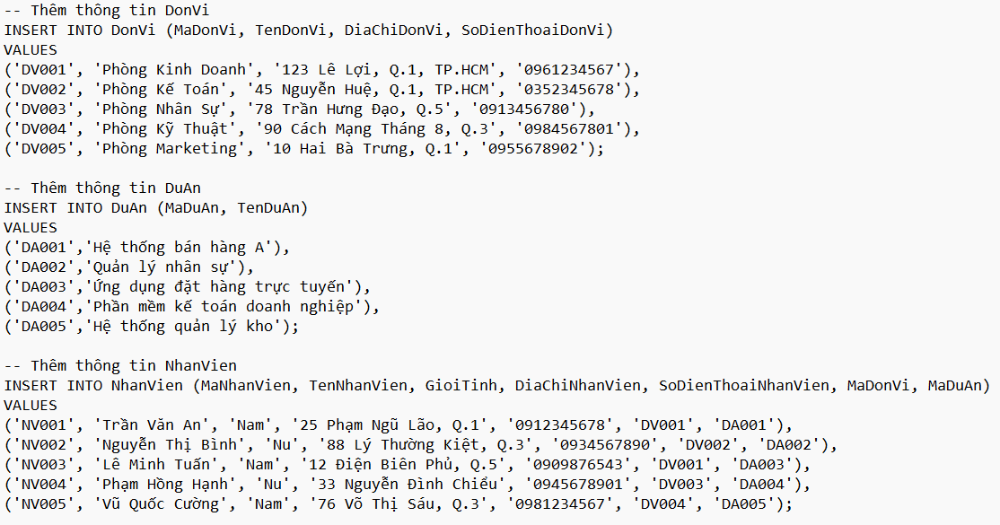 -- Thêm thông tin DonVi
INSERT INTO DonVi (MaDonVi, TenDonVi, DiaChiDonVi, SoDienThoaiDonVi)
VALUES
('DV001', 'Phòng Kinh Doanh', '123 Lê Lợi, Q.1, TP.HCM', '0961234567'),
('DV002', 'Phòng Kế Toán', '45 Nguyễn Huệ, Q.1, TP.HCM', '0352345678'),
('DV003', 'Phòng Nhân Sự', '78 Trần Hưng Đạo, Q.5', '0913456780'),
('DV004', 'Phòng Kỹ Thuật', '90 Cách Mạng Tháng 8, Q.3', '0984567801'),
('DV005', 'Phòng Marketing', '10 Hai Bà Trưng, Q.1', '0955678902');
-- Thêm thông tin DuAn
INSERT INTO DuAn (MaDuAn, TenDuAn)
VALUES
('DA001','Hệ thống bán hàng A'),
('DA002','Quản lý nhân sự'),
('DA003','Ứng dụng đặt hàng trực tuyến'),
('DA004','Phần mềm kế toán doanh nghiệp'),
('DA005','Hệ thống quản lý kho');
-- Thêm thông tin NhanVien
INSERT INTO NhanVien (MaNhanVien, TenNhanVien, GioiTinh, DiaChiNhanVien, SoDienThoaiNhanVien, MaDonVi, MaDuAn)
VALUES
('NV001', 'Trần Văn An', 'Nam', '25 Phạm Ngũ Lão, Q.1', '0912345678', 'DV001', 'DA001'),
('NV002', 'Nguyễn Thị Bình', 'Nu', '88 Lý Thường Kiệt, Q.3', '0934567890', 'DV002', 'DA002'),
('NV003', 'Lê Minh Tuấn', 'Nam', '12 Điện Biên Phủ, Q.5', '0909876543', 'DV001', 'DA003'),
('NV004', 'Phạm Hồng Hạnh', 'Nu', '33 Nguyễn Đình Chiểu', '0945678901', 'DV003', 'DA004'),
('NV005', 'Vũ Quốc Cường', 'Nam', '76 Võ Thị Sáu, Q.3', '0981234567', 'DV004', 'DA005');